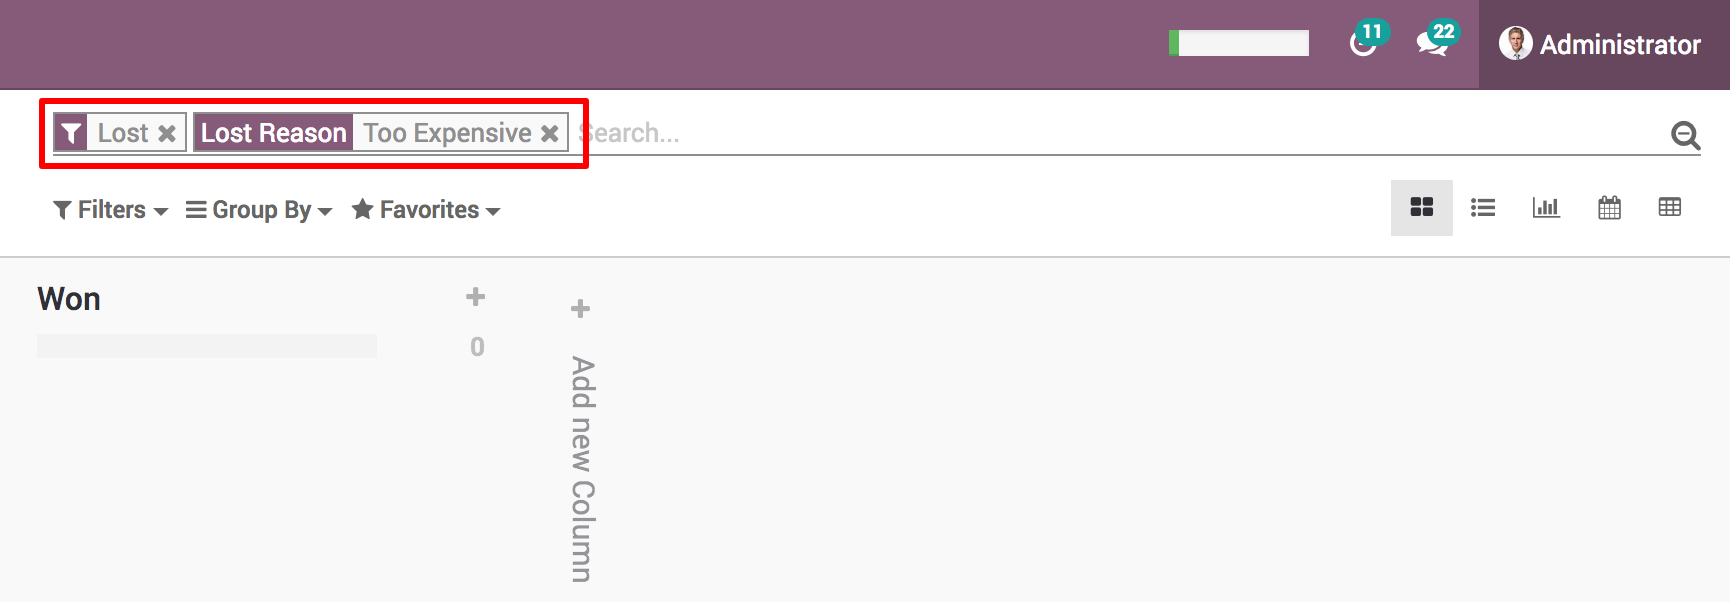 11 22 Administrator
Lost Lost Reason Too Expensive Search...
Filters Group By Favorites
Won
0
Add new Column